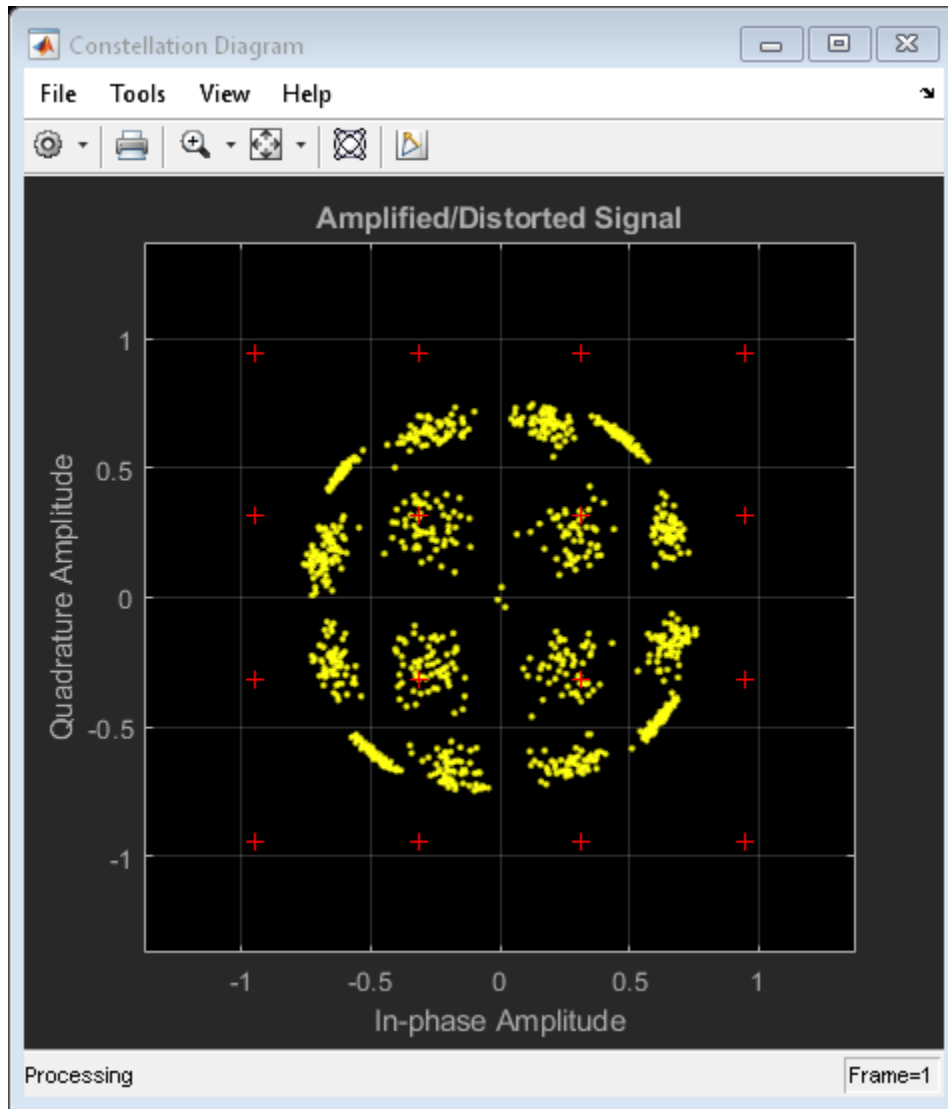 Constellation Diagram
File Tools View Help
Amplified/Distorted Signal
Quadrature Amplitude
1
0.5
0
-0.5
-1
-1 -0.5 0 0.5 1
In-phase Amplitude
Processing Frame=1